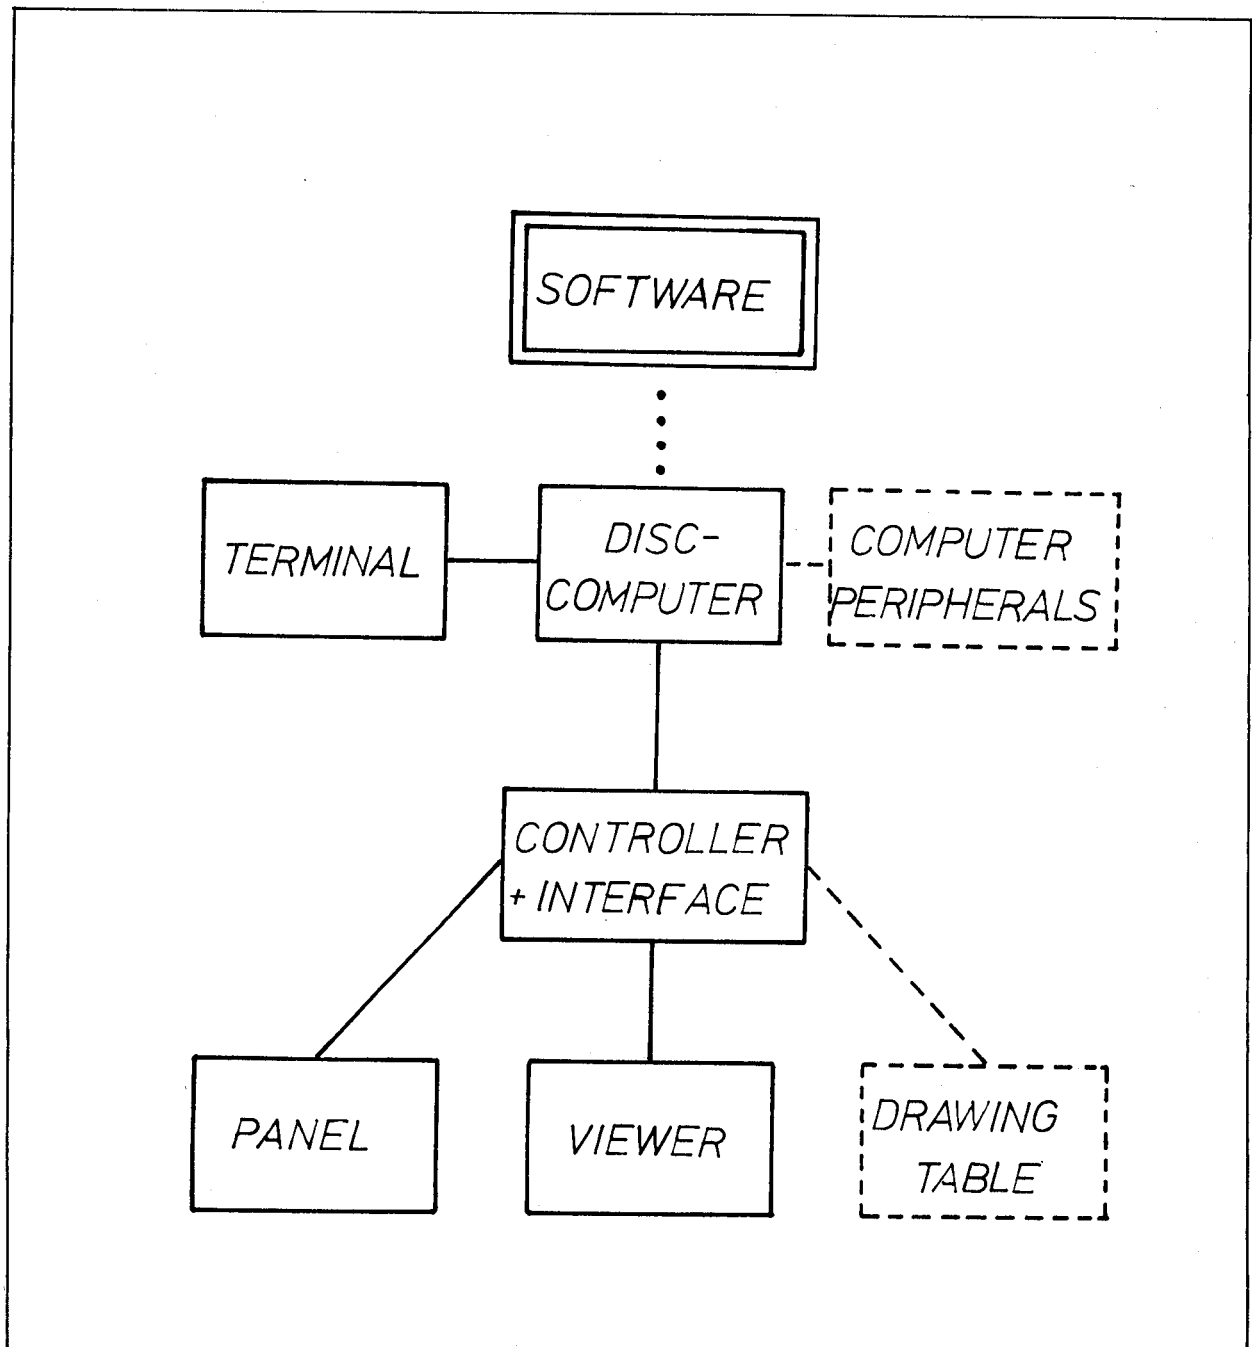 SOFTWARE
TERMINAL
DISC-
COMPUTER
COMPUTER
PERIPHERALS
CONTROLLER
+ INTERFACE
PANEL
VIEWER
DRAWING
TABLE